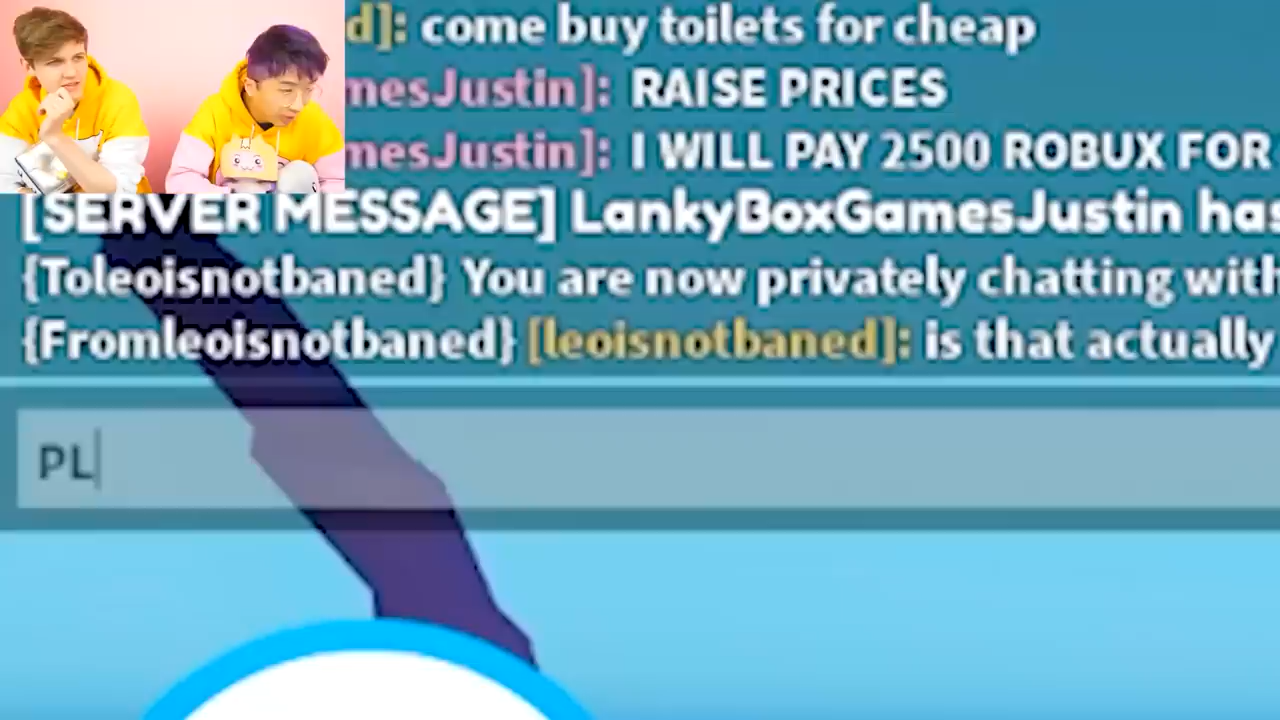 d]: come buy toilets for cheap
mesJustin]: RAISE PRICES
mesJustin]: I WILL PAY 2500 ROBUX FOR
[SERVER MESSAGE] LankyBoxGamesJustin has
{Toleoisnotbaned} You are now privately chatting with
{Fromleoisnotbaned} [leoisnotbaned]: is that actually
PL